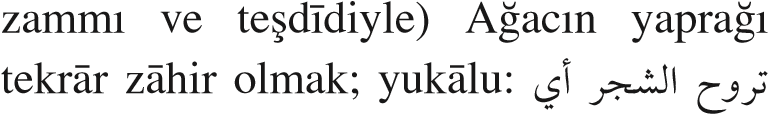 zammı ve teşdīdiyle) Ağacın yaprağı
tekrār zāhir olmak; yukālu: تروح الشجر أي